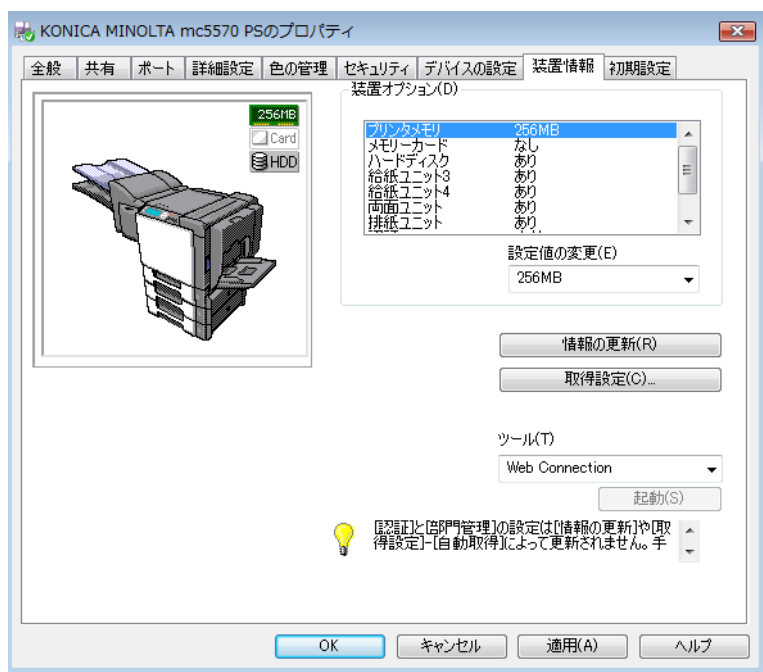 KONICA MINOLTA mc5570 PSのプロパティ
全般 共有 ポート 詳細設定 色の管理 セキュリティ デバイスの設定 装置情報 初期設定
装置オプション(D)
256MB
Card
HDD
プリンタメモリ 256MB
メモリーカード なし
ハードディスク あり
給紙ユニット3 あり
給紙ユニット4 あり
両面ユニット あり
排紙ユニット あり
設定値の変更(E)
256MB
情報の更新(R)
取得設定(C)...
ツール(T)
Web Connection
起動(S)
[認証]と[部門管理]の設定は[情報の更新]や[取
得設定]-[自動取得]によって更新されません。手
OK キャンセル 適用(A) ヘルプ